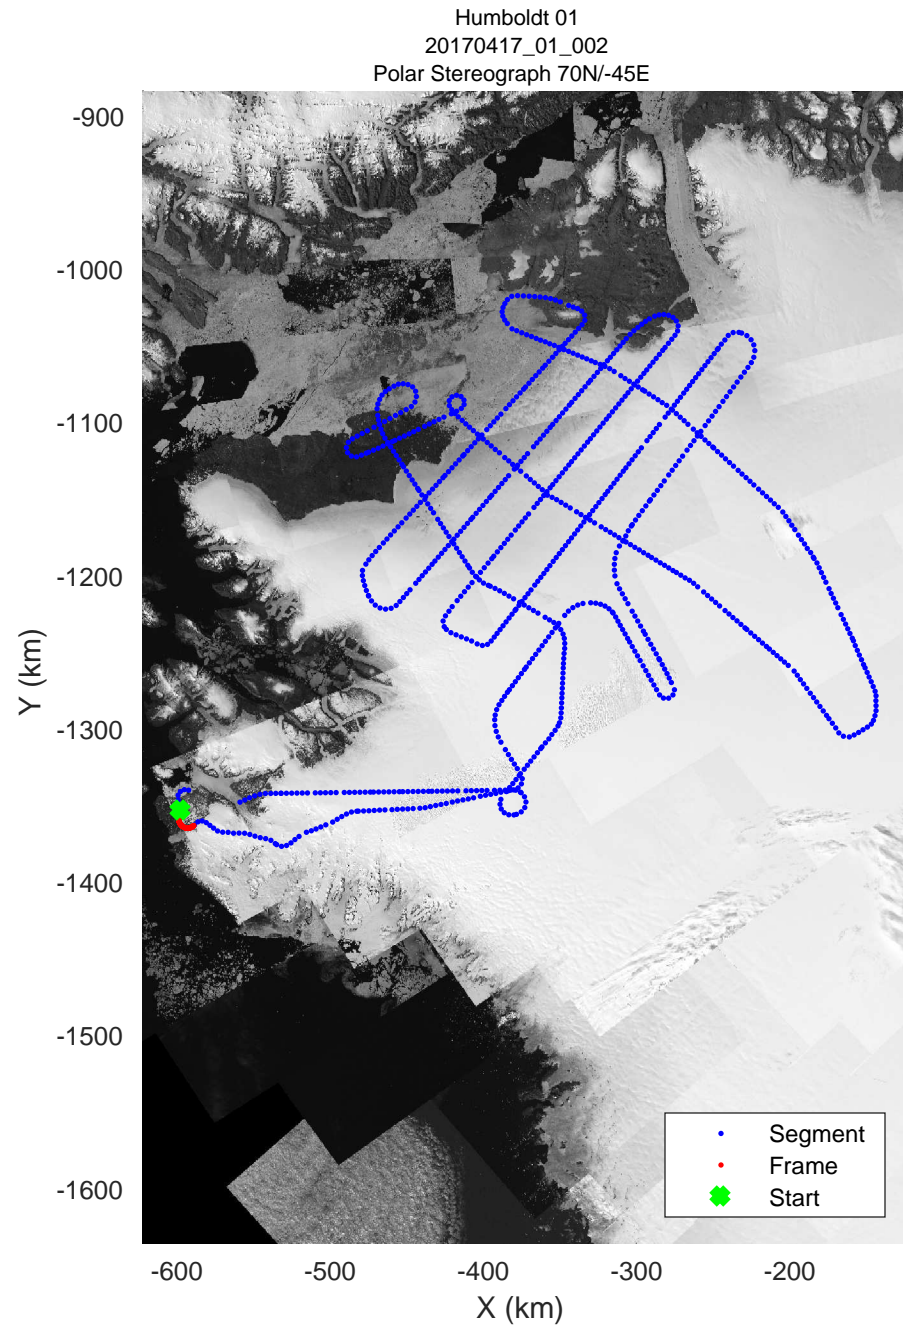 Humboldt 01
20170417_01_002
Polar Stereograph 70N/-45E
-900
-1000
-1100
-1200
-1300
-1400
-1500
-1600
Y (km)
Segment
Frame
Start
-600 -500 -400 -300 -200
X (km)